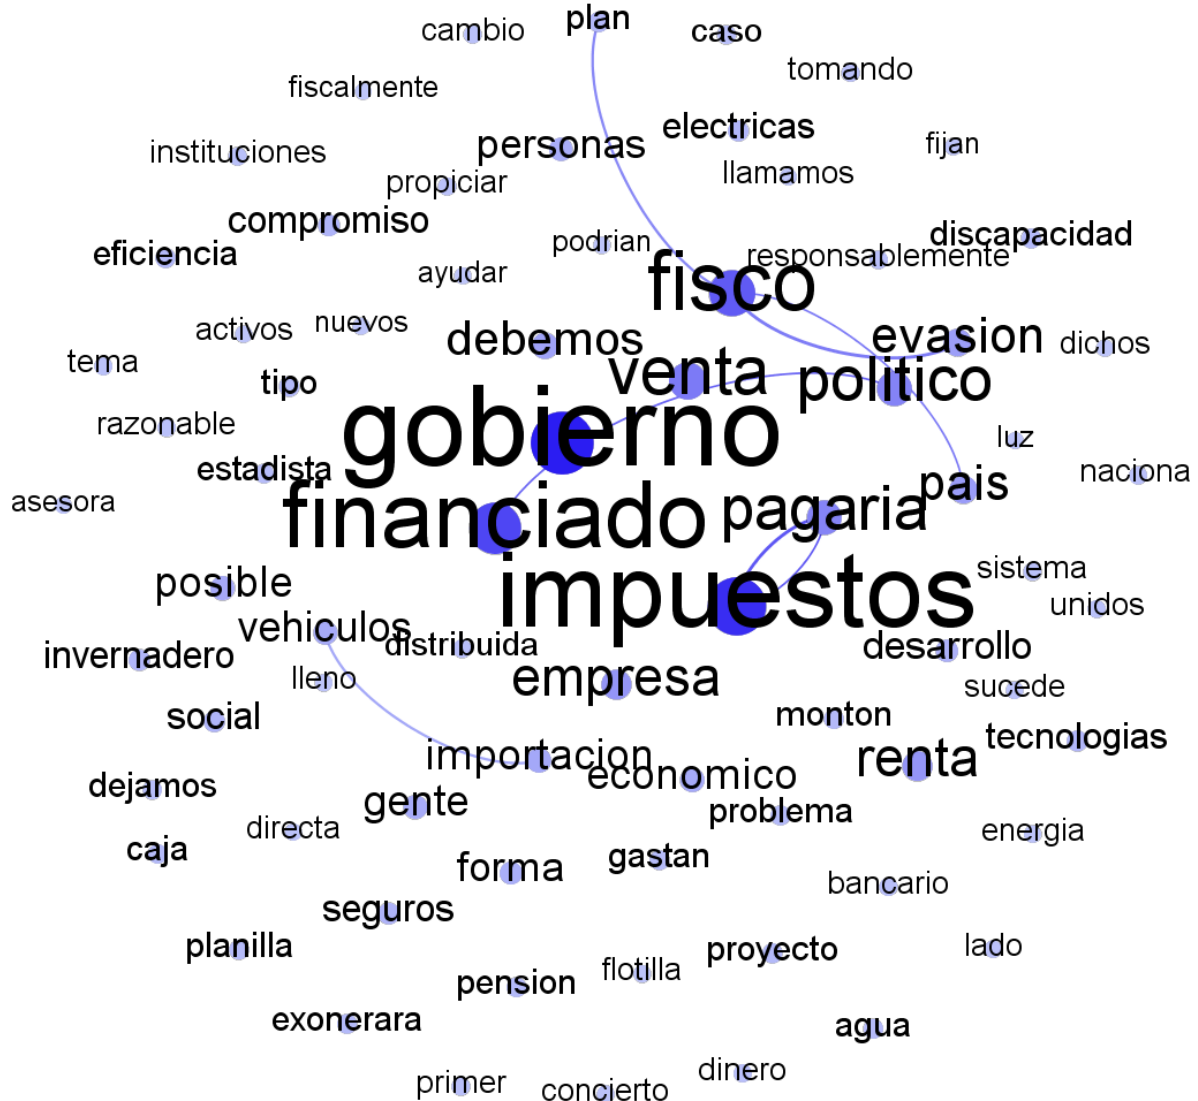 plan
cambio
caso
tomando
fiscalmente
electricas
personas
fijan
instituciones
llamamos
propiciar
compromiso
discapacidad
podrian
eficiencia
responsablemente
ayudar
fisco
nuevos
activos
evasion
debemos
dichos
tema
venta
politico
tipo
razonable
gobierno
luz
estadista
naciona
pais
asesora
financiado
pagaria
sistema
posible
impuestos
unidos
vehiculos
distribuida
desarrollo
invernadero
lleno
empresa
sucede
social
monton
tecnologias
importacion
renta
economico
dejamos
gente
problema
directa
energia
caja
gastan
forma
bancario
seguros
planilla
proyecto
lado
flotilla
pension
exonerara
agua
dinero
primer
concierto